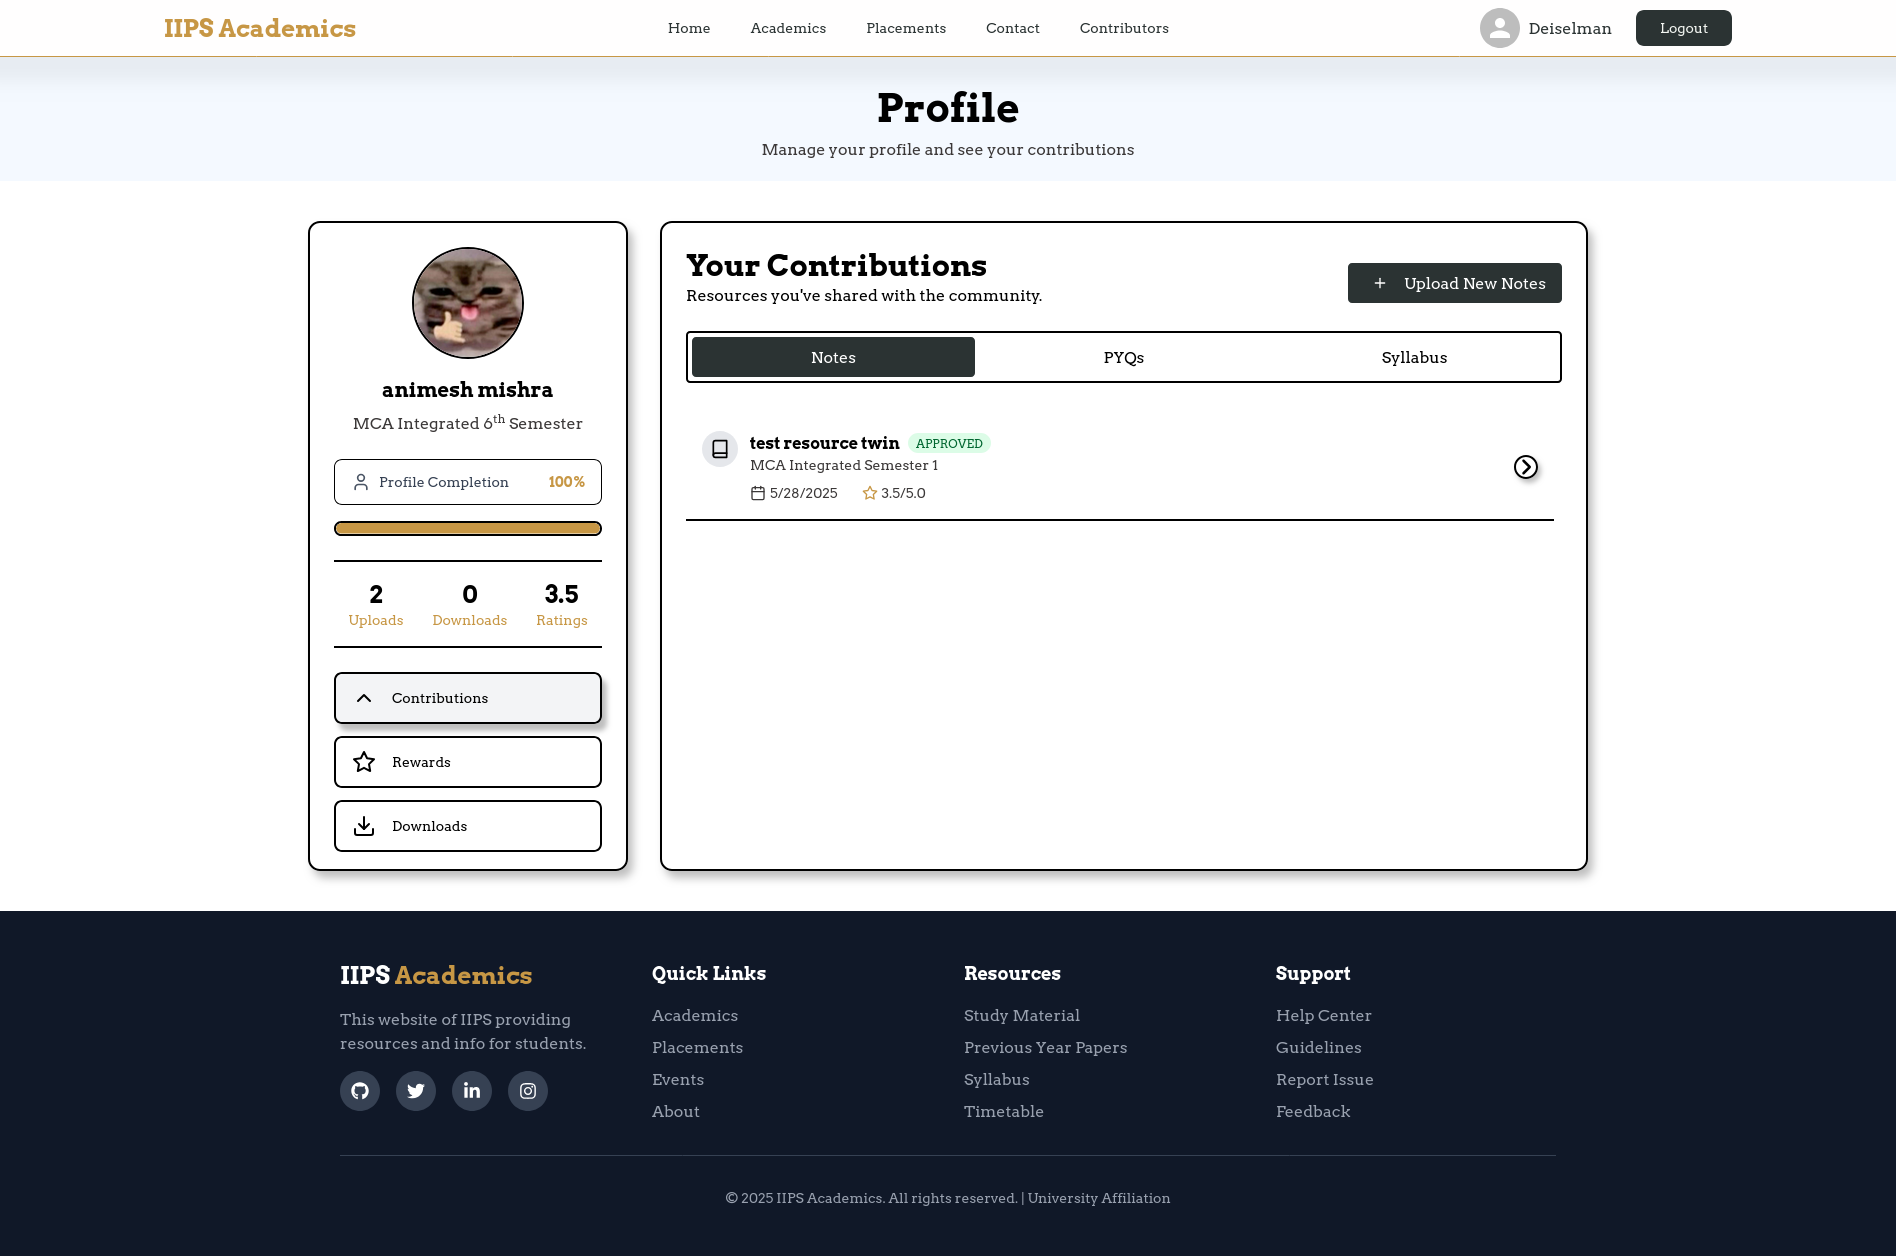 IIPS Academics
Home Academics Placements Contact Contributors
Deiselman
Logout
Profile
Manage your profile and see your contributions
animesh mishra
MCA Integrated 6th Semester
Profile Completion 100%
2 0 3.5
Uploads Downloads Ratings
Contributions
Rewards
Downloads
Your Contributions
Resources you've shared with the community.
Upload New Notes
Notes PYQs Syllabus
test resource twin APPROVED
MCA Integrated Semester 1
5/28/2025 3.5/5.0
IIPS Academics
This website of IIPS providing
resources and info for students.
Quick Links
Academics
Placements
Events
About
Resources
Study Material
Previous Year Papers
Syllabus
Timetable
Support
Help Center
Guidelines
Report Issue
Feedback
© 2025 IIPS Academics. All rights reserved. | University Affiliation